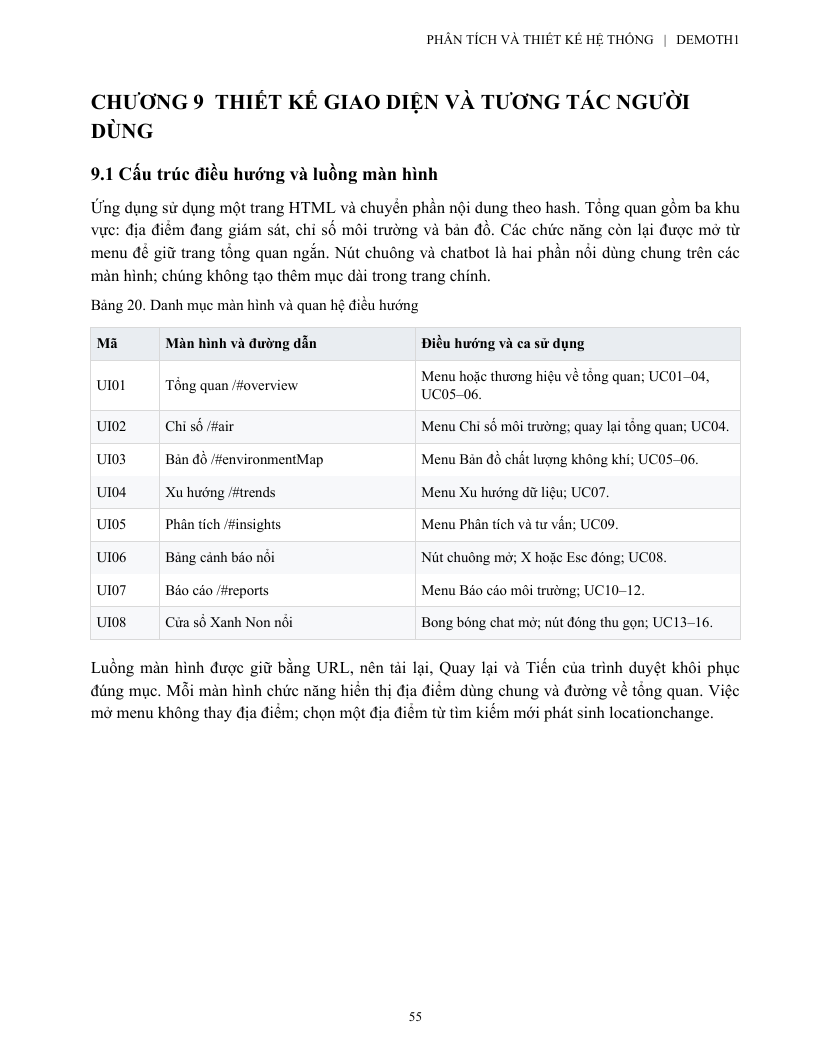 PHÂN TÍCH VÀ THIẾT KẾ HỆ THỐNG | DEMOTH1
CHƯƠNG 9 THIẾT KẾ GIAO DIỆN VÀ TƯƠNG TÁC NGƯỜI
DÙNG
9.1 Cấu trúc điều hướng và luồng màn hình
Ứng dụng sử dụng một trang HTML và chuyển phần nội dung theo hash. Tổng quan gồm ba khu
vực: địa điểm đang giám sát, chỉ số môi trường và bản đồ. Các chức năng còn lại được mở từ
menu để giữ trang tổng quan ngắn. Nút chuông và chatbot là hai phần nổi dùng chung trên các
màn hình; chúng không tạo thêm mục dài trong trang chính.
Bảng 20. Danh mục màn hình và quan hệ điều hướng
Mã Màn hình và đường dẫn Điều hướng và ca sử dụng
UI01 Tổng quan /#overview Menu hoặc thương hiệu về tổng quan; UC01–04,
UC05–06.
UI02 Chỉ số /#air Menu Chỉ số môi trường; quay lại tổng quan; UC04.
UI03 Bản đồ /#environmentMap Menu Bản đồ chất lượng không khí; UC05–06.
UI04 Xu hướng /#trends Menu Xu hướng dữ liệu; UC07.
UI05 Phân tích /#insights Menu Phân tích và tư vấn; UC09.
UI06 Bảng cảnh báo nổi Nút chuông mở; X hoặc Esc đóng; UC08.
UI07 Báo cáo /#reports Menu Báo cáo môi trường; UC10–12.
UI08 Cửa sổ Xanh Non nổi Bong bóng chat mở; nút đóng thu gọn; UC13–16.
Luồng màn hình được giữ bằng URL, nên tải lại, Quay lại và Tiến của trình duyệt khôi phục
đúng mục. Mỗi màn hình chức năng hiển thị địa điểm dùng chung và đường về tổng quan. Việc
mở menu không thay địa điểm; chọn một địa điểm từ tìm kiếm mới phát sinh locationchange.
55